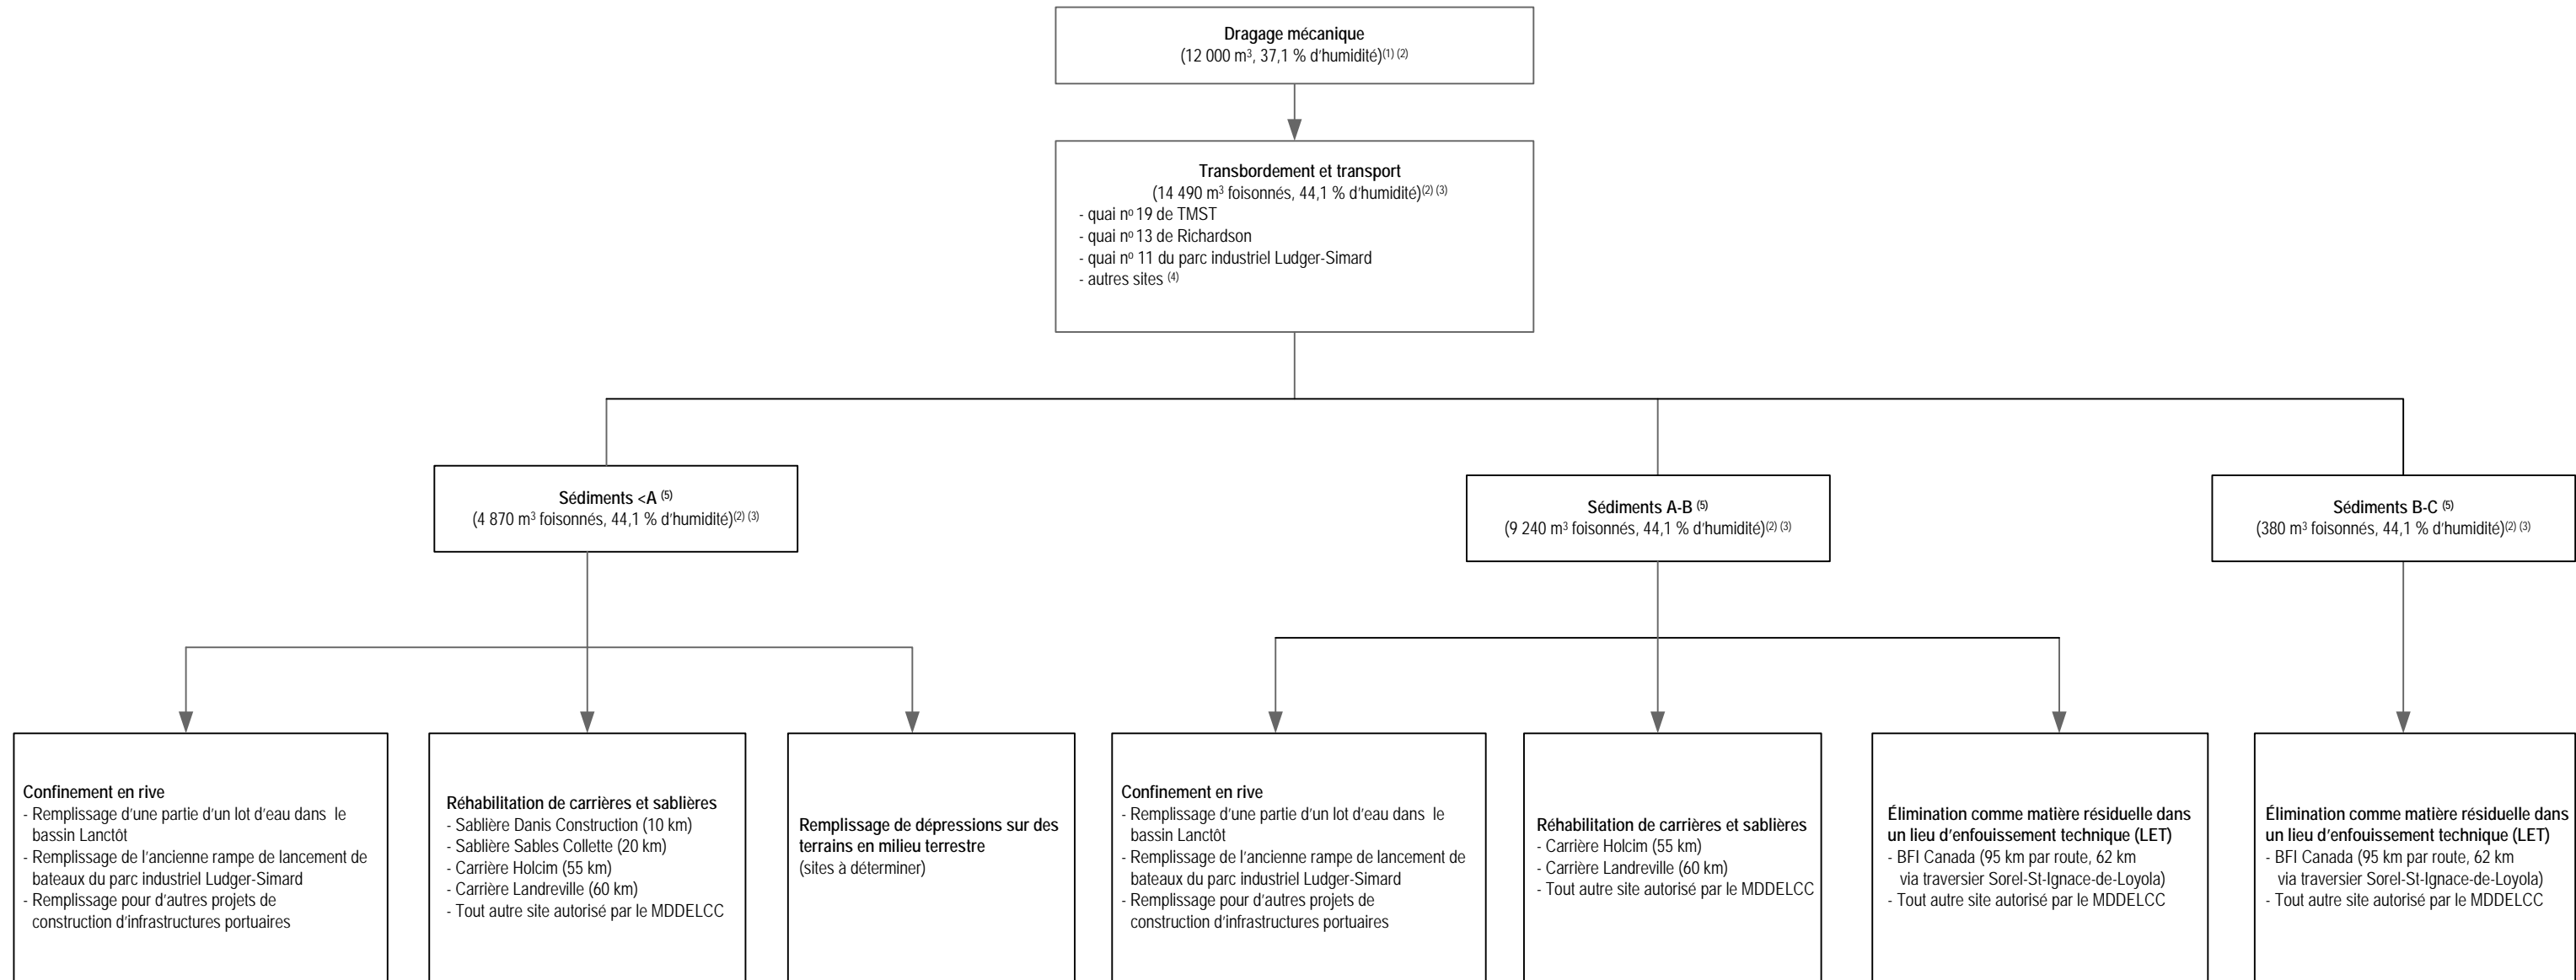 Dragage mécanique
(12 000 m³, 37,1 % d'humidité)⁽¹⁾ ⁽²⁾
Transbordement et transport
(14 490 m³ foisonnés, 44,1 % d'humidité)⁽²⁾ ⁽³⁾
- quai nº 19 de TMST
- quai nº 13 de Richardson
- quai nº 11 du parc industriel Ludger-Simard
- autres sites ⁽⁴⁾
Sédiments <A ⁽⁵⁾
(4 870 m³ foisonnés, 44,1 % d'humidité)⁽²⁾ ⁽³⁾
Sédiments A-B ⁽⁵⁾
(9 240 m³ foisonnés, 44,1 % d'humidité)⁽²⁾ ⁽³⁾
Sédiments B-C ⁽⁵⁾
(380 m³ foisonnés, 44,1 % d'humidité)⁽²⁾ ⁽³⁾
Confinement en rive
- Remplissage d'une partie d'un lot d'eau dans le
bassin Lanctôt
- Remplissage de l'ancienne rampe de lancement de
bateaux du parc industriel Ludger-Simard
- Remplissage pour d'autres projets de
construction d'infrastructures portuaires
Réhabilitation de carrières et sablières
- Sablière Danis Construction (10 km)
- Sablière Sables Collette (20 km)
- Carrière Holcim (55 km)
- Carrière Landreville (60 km)
- Tout autre site autorisé par le MDDELCC
Remplissage de dépressions sur des
terrains en milieu terrestre
(sites à déterminer)
Confinement en rive
- Remplissage d'une partie d'un lot d'eau dans le
bassin Lanctôt
- Remplissage de l'ancienne rampe de lancement de
bateaux du parc industriel Ludger-Simard
- Remplissage pour d'autres projets de
construction d'infrastructures portuaires
Réhabilitation de carrières et sablières
- Carrière Holcim (55 km)
- Carrière Landreville (60 km)
- Tout autre site autorisé par le MDDELCC
Élimination comme matière résiduelle dans
un lieu d'enfouissement technique (LET)
- BFI Canada (95 km par route, 62 km
via traversier Sorel-St-Ignace-de-Loyola)
- Tout autre site autorisé par le MDDELCC
Élimination comme matière résiduelle dans
un lieu d'enfouissement technique (LET)
- BFI Canada (95 km par route, 62 km
via traversier Sorel-St-Ignace-de-Loyola)
- Tout autre site autorisé par le MDDELCC